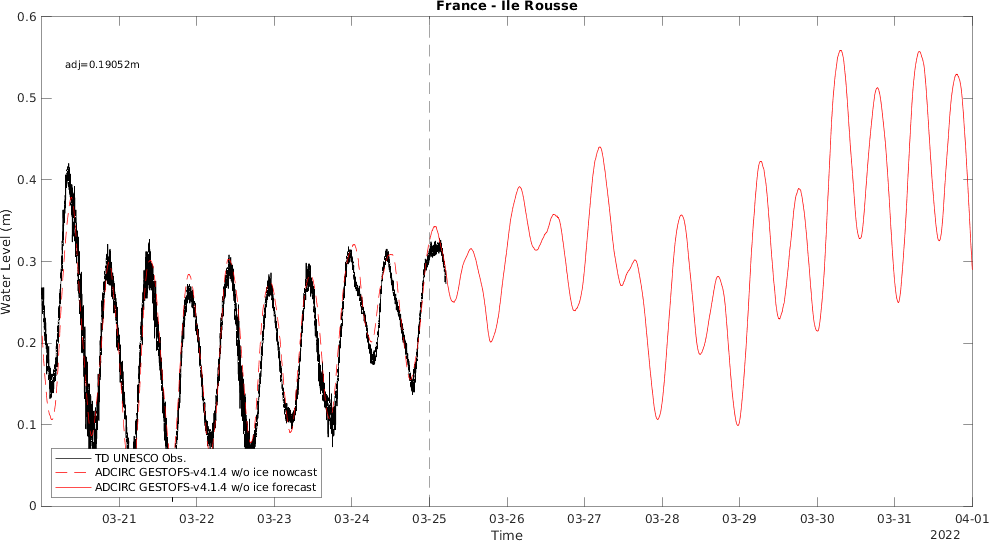 France - Ile Rousse
adj=0.19052m
Water Level (m)
0.6
0.5
0.4
0.3
0.2
0.1
0
TD UNESCO Obs.
ADCIRC GESTOFS-v4.1.4 w/o ice nowcast
ADCIRC GESTOFS-v4.1.4 w/o ice forecast
03-21 03-22 03-23 03-24 03-25 03-26 03-27 03-28 03-29 03-30 03-31 04-01
Time
2022